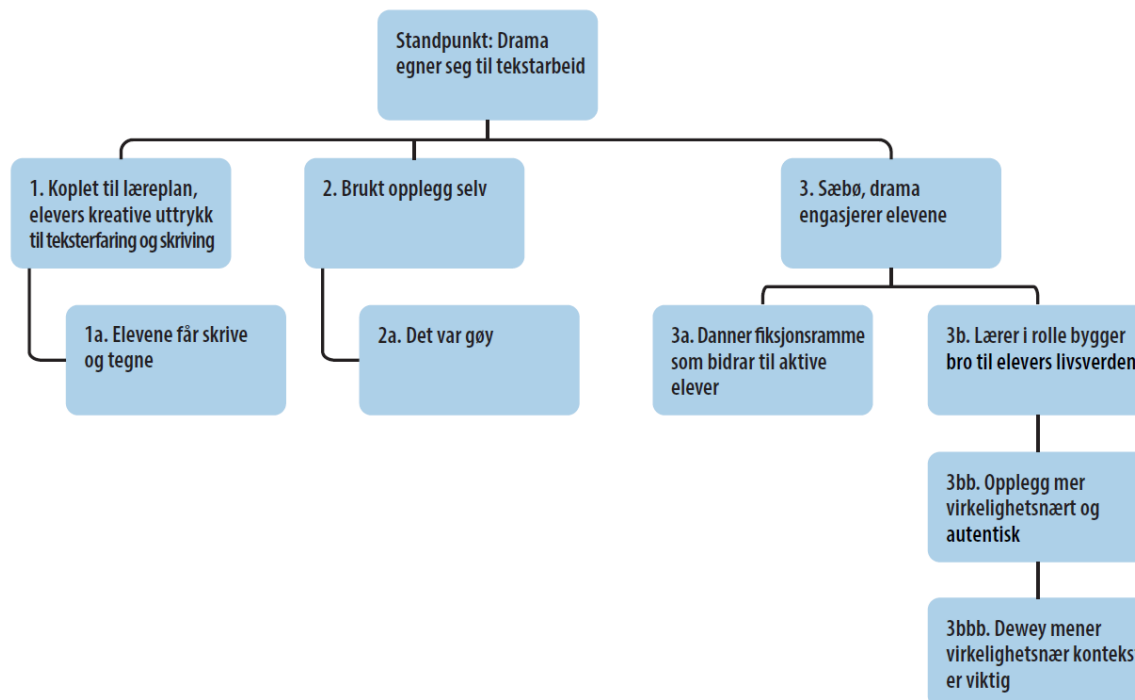 Standpunkt: Drama
egner seg til tekstarbeid
1. Koplet til læreplan,
elevers kreative uttrykk
til teksterfaring og skriving
2. Brukt opplegg selv
3. Sæbø, drama
engasjerer elevene
1a. Elevene får skrive
og tegne
2a. Det var gøy
3a. Danner fiksjonsramme
som bidrar til aktive
elever
3b. Lærer i rolle bygger
bro til elevers livsverden
3bb. Opplegg mer
virkelighetsnært og
autentisk
3bbb. Dewey mener
virkelighetsnær
er viktig